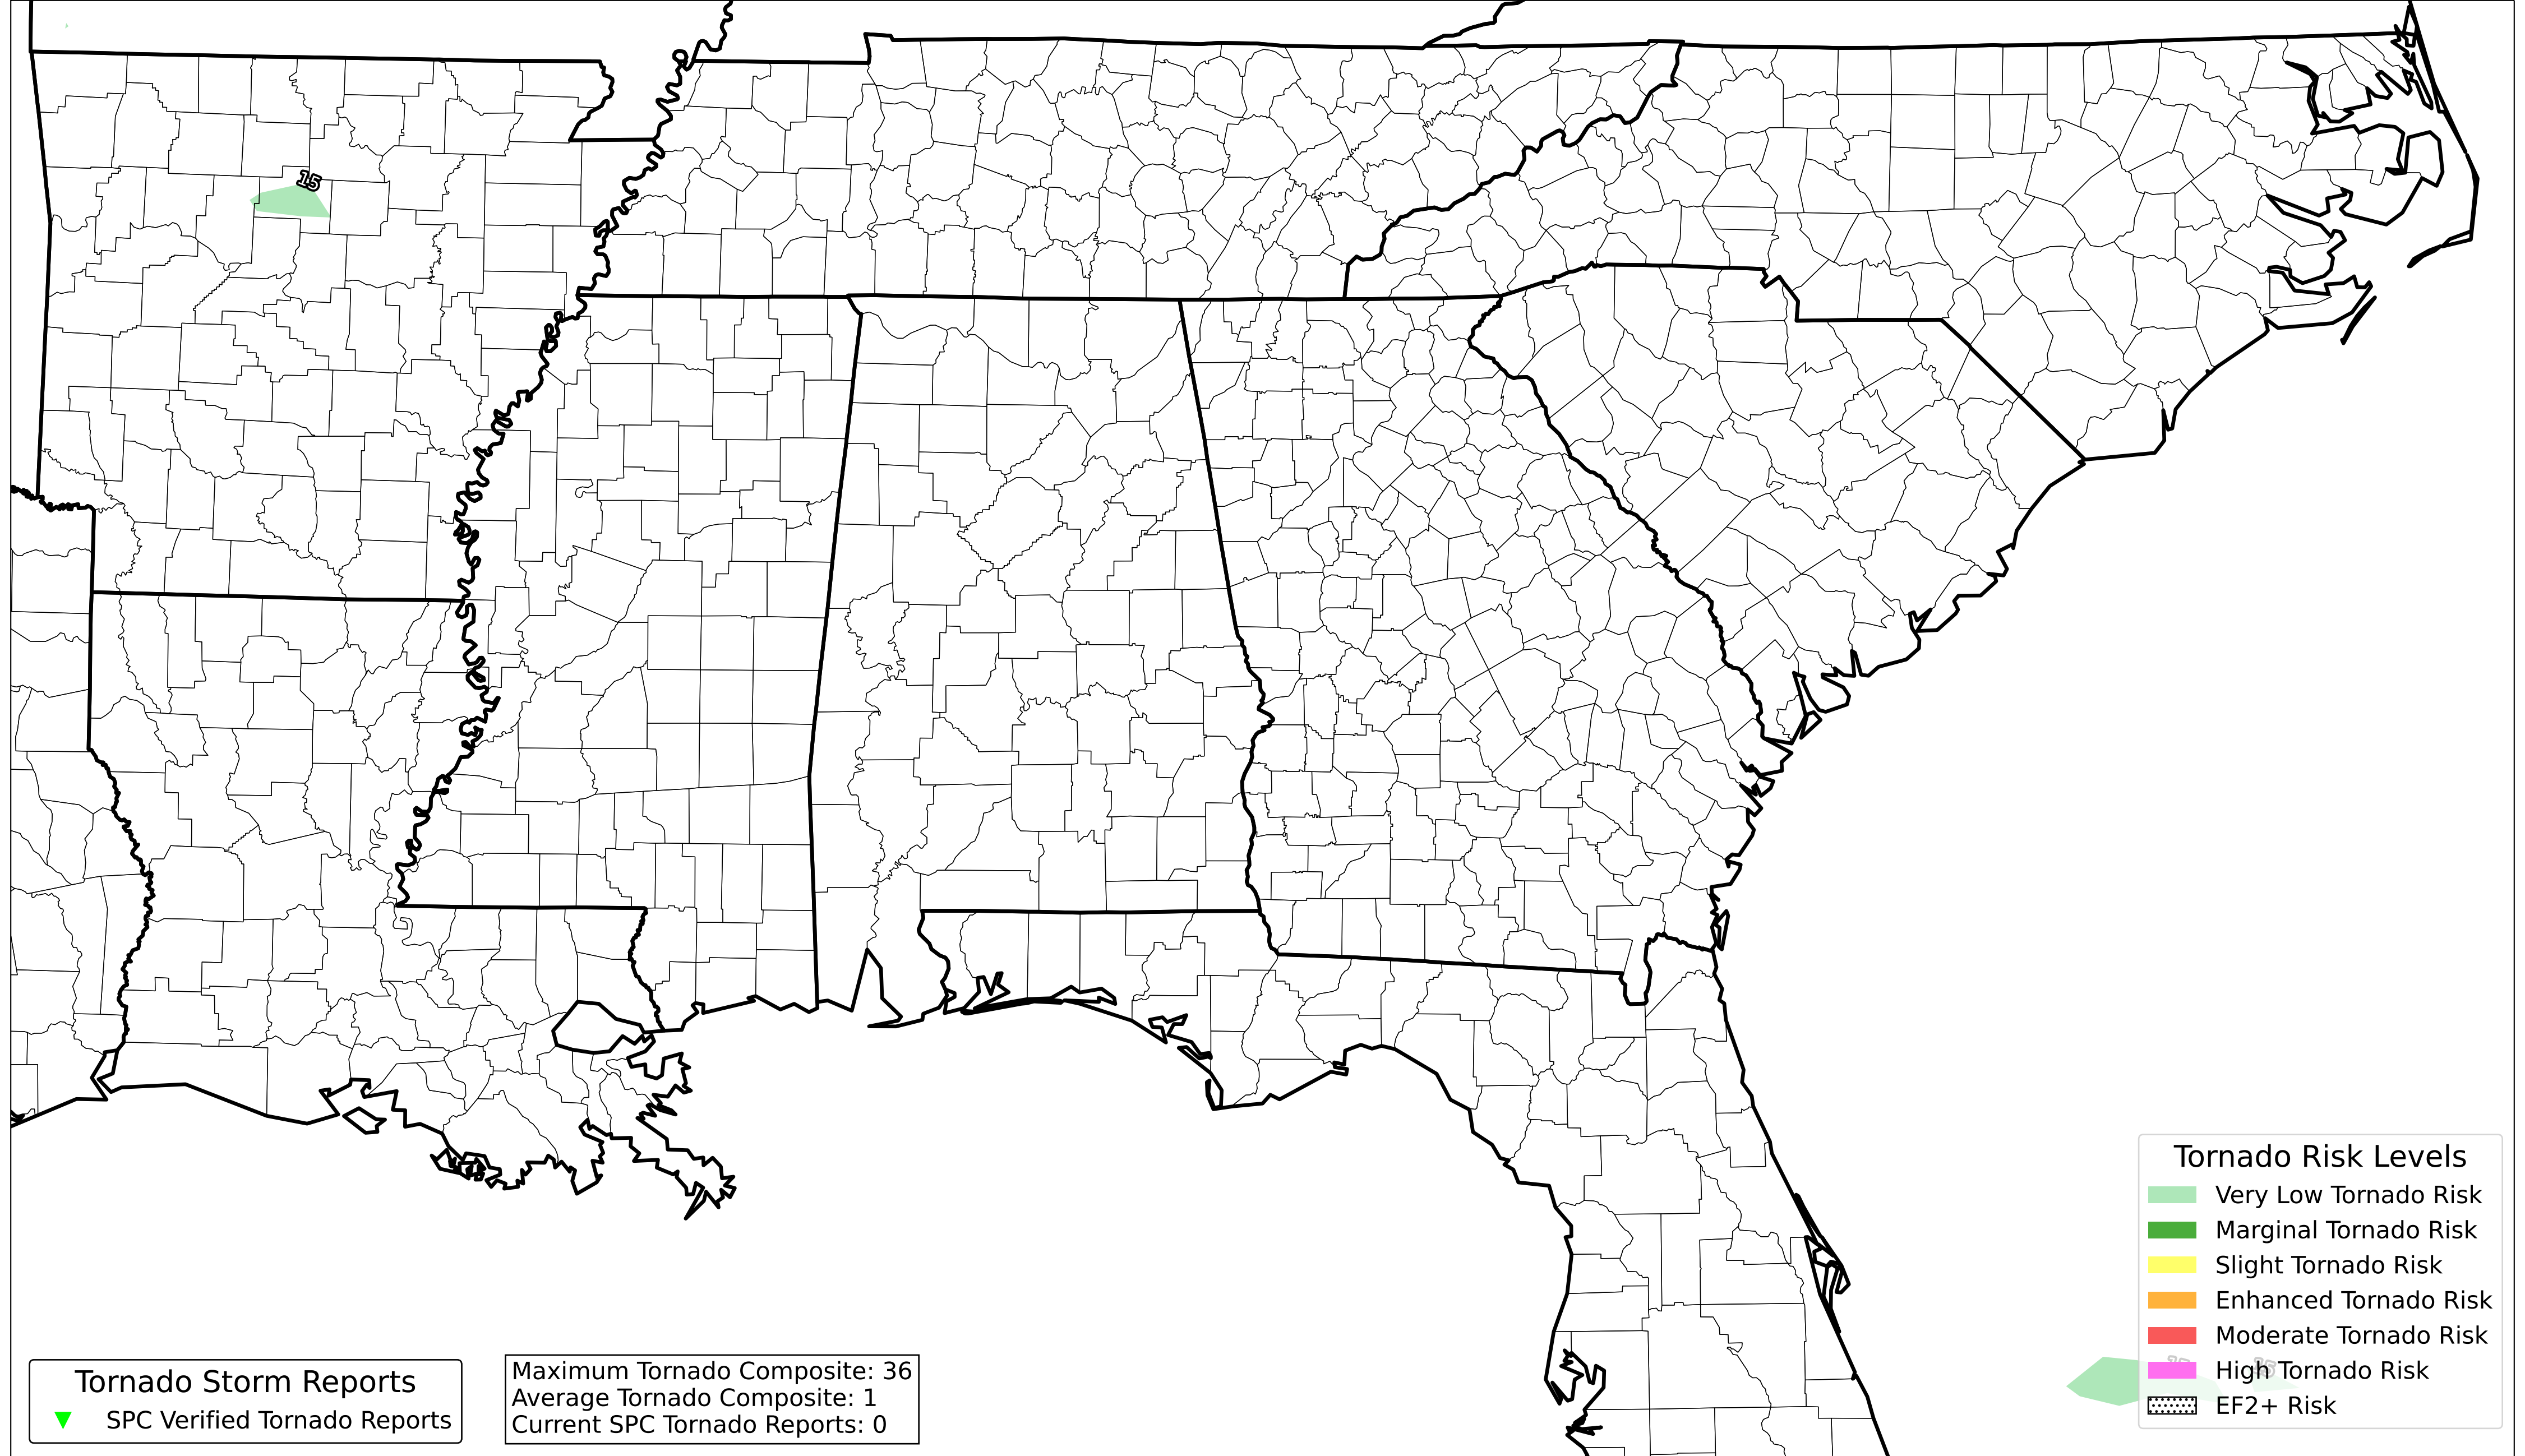 15
Tornado Risk Levels
Very Low Tornado Risk
Marginal Tornado Risk
Slight Tornado Risk
Enhanced Tornado Risk
Moderate Tornado Risk
High Tornado Risk
EF2+ Risk
Tornado Storm Reports
SPC Verified Tornado Reports
Maximum Tornado Composite: 36
Average Tornado Composite: 1
Current SPC Tornado Reports: 0